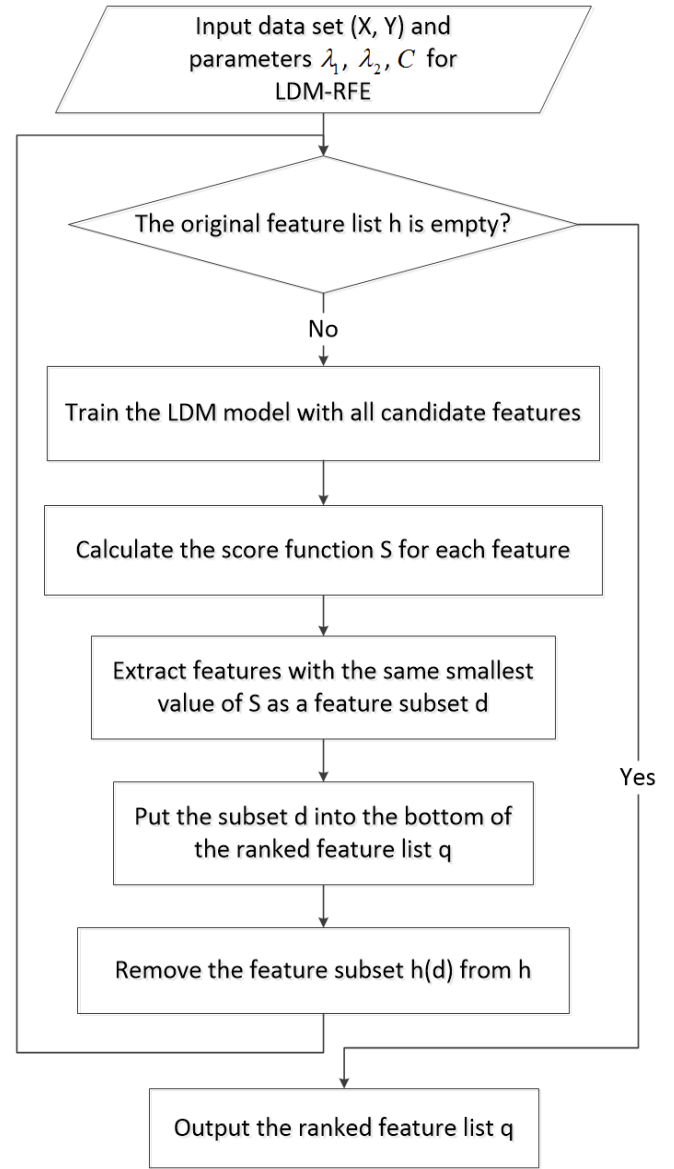 Input data set (X, Y) and
parameters λ₁, λ₂, C for
LDM-RFE
The original feature list h is empty?
No
Train the LDM model with all candidate features
Calculate the score function S for each feature
Extract features with the same smallest
value of S as a feature subset d
Put the subset d into the bottom of
the ranked feature list q
Yes
Remove the feature subset h(d) from h
Output the ranked feature list q